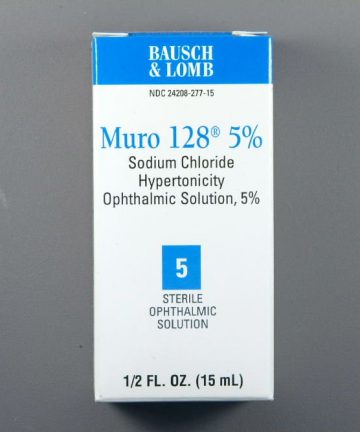 BAUSCH
& LOMB
NDC 24208-277-15
Muro 128® 5%
Sodium Chloride
Hypertonicity
Ophthalmic Solution, 5%
5
STERILE
OPHTHALMIC
SOLUTION
1/2 FL. OZ. (15 mL)